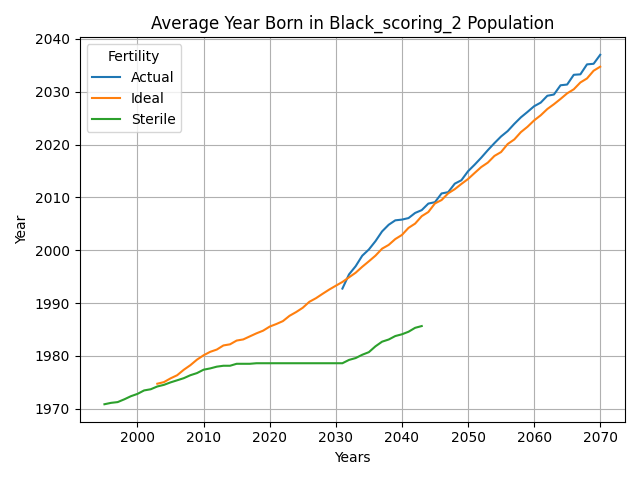 Average Year Born in Black_scoring_2 Population
Fertility
Actual
Ideal
Sterile
Year
2040
2030
2020
2010
2000
1990
1980
1970
2000 2010 2020 2030 2040 2050 2060 2070
Years